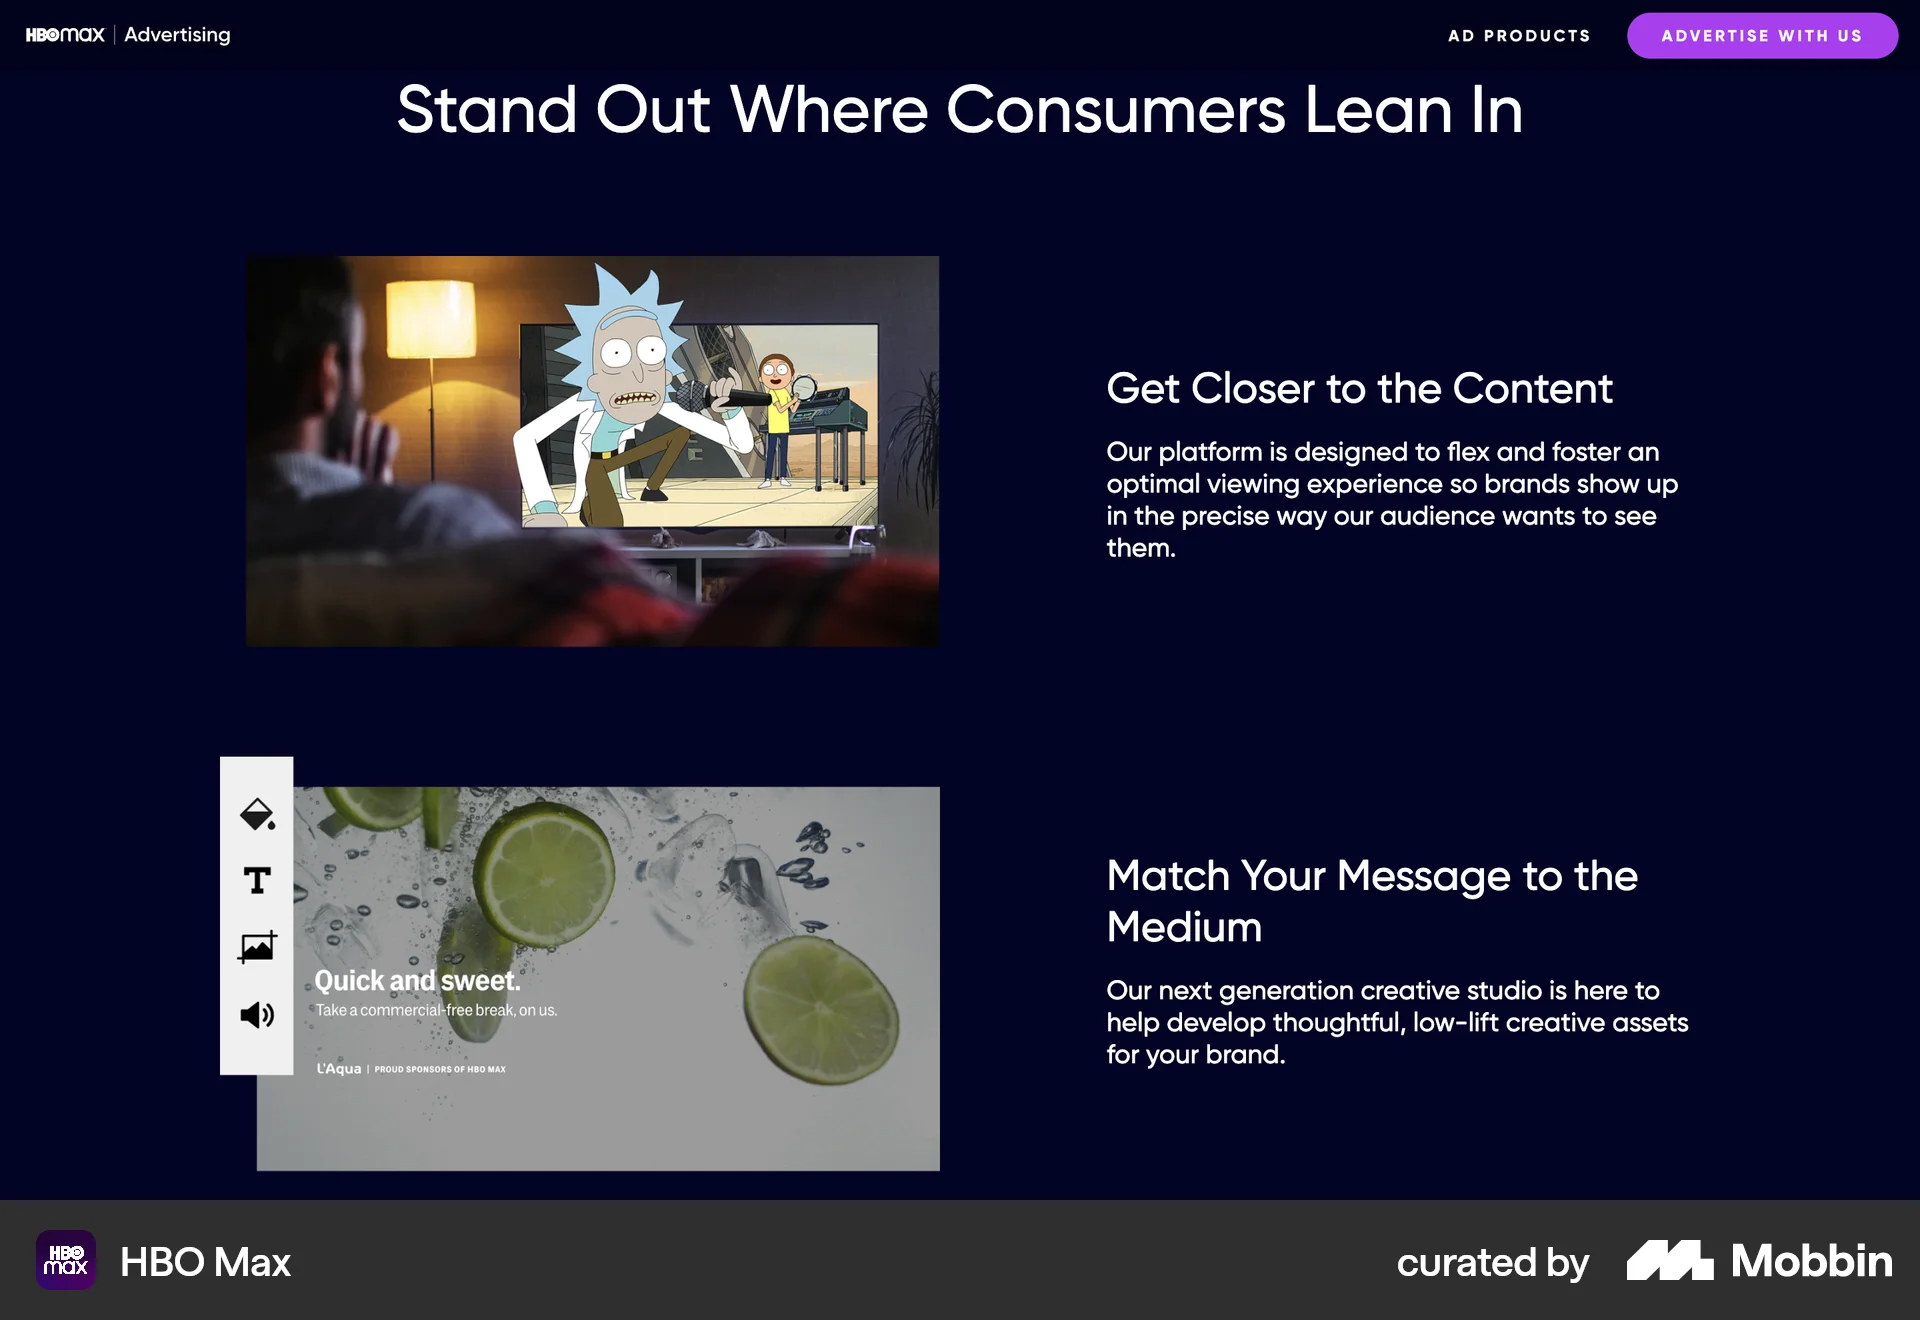 HBOmax | Advertising
AD PRODUCTS
ADVERTISE WITH US
Stand Out Where Consumers Lean In
Get Closer to the Content
Our platform is designed to flex and foster an
optimal viewing experience so brands show up
in the precise way our audience wants to see
them.
T
Quick and sweet.
Take a commercial-free break, on us.
L'Aqua | PROUD SPONSORS OF HBO MAX
Match Your Message to the
Medium
Our next generation creative studio is here to
help develop thoughtful, low-lift creative assets
for your brand.
HBO
max
HBO Max
curated by
Mobbin